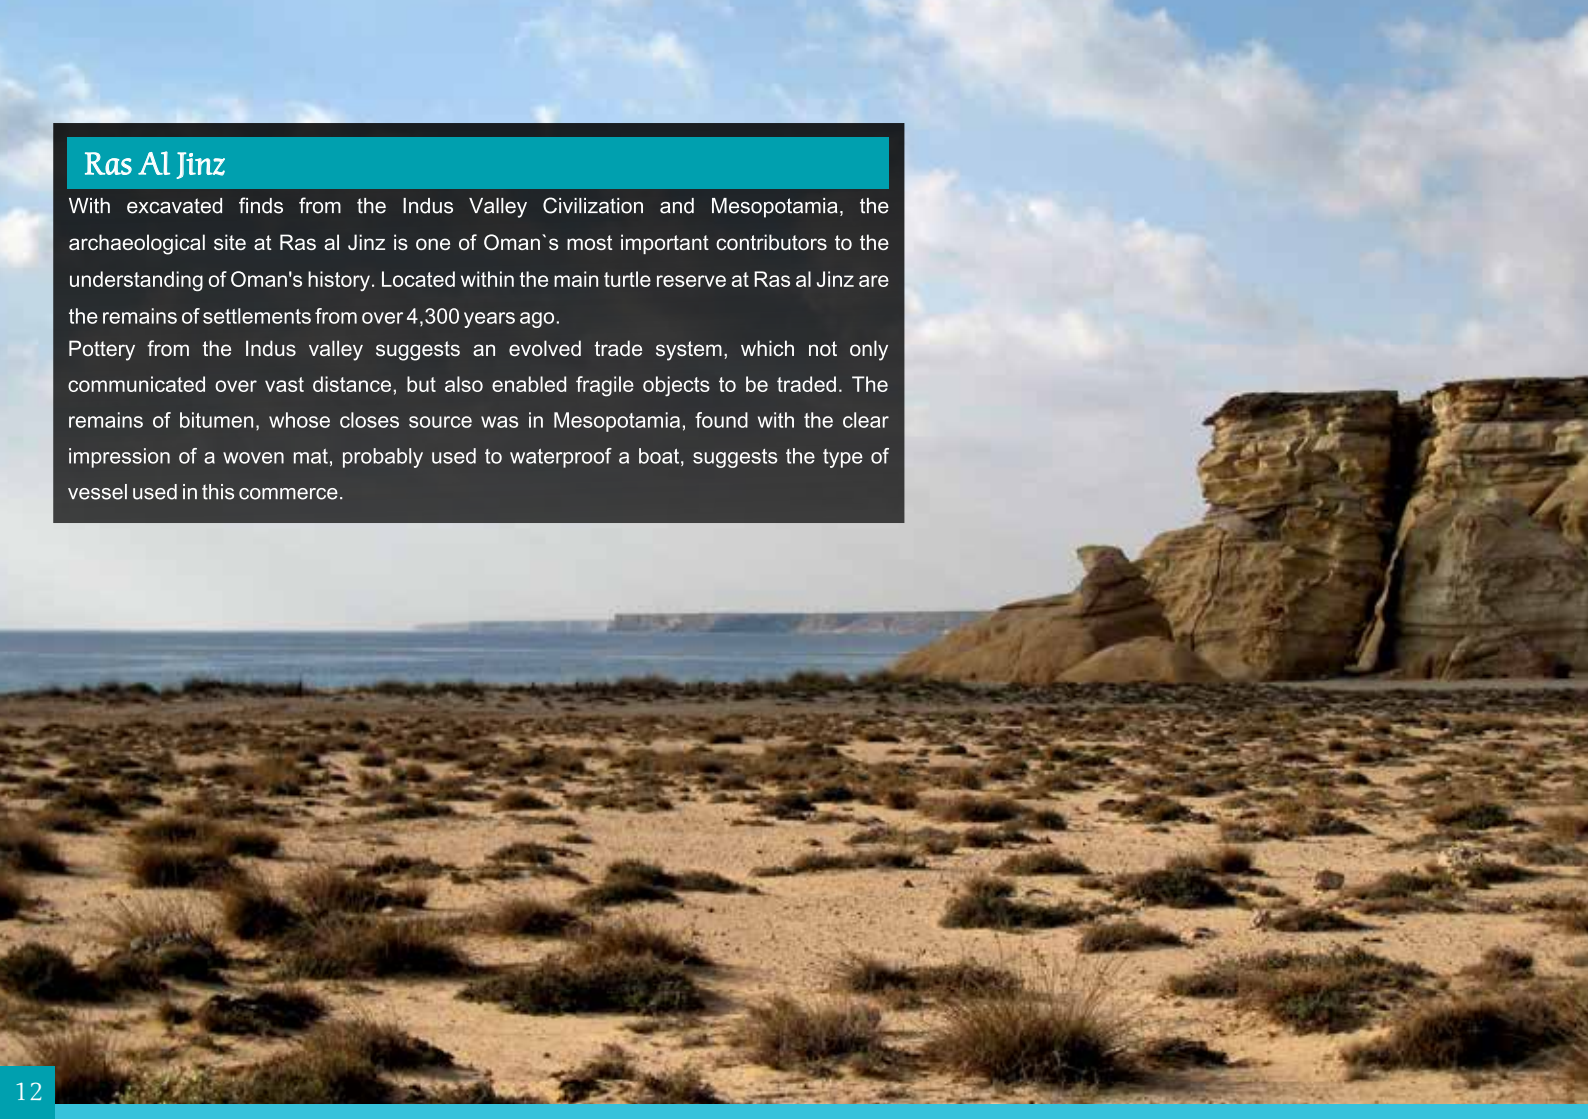 Ras Al Jinz
With excavated finds from the Indus Valley Civilization and Mesopotamia, the
archaeological site at Ras al Jinz is one of Oman`s most important contributors to the
understanding of Oman's history. Located within the main turtle reserve at Ras al Jinz are
the remains of settlements from over 4,300 years ago.
Pottery from the Indus valley suggests an evolved trade system, which not only
communicated over vast distance, but also enabled fragile objects to be traded. The
remains of bitumen, whose closes source was in Mesopotamia, found with the clear
impression of a woven mat, probably used to waterproof a boat, suggests the type of
vessel used in this commerce.
12